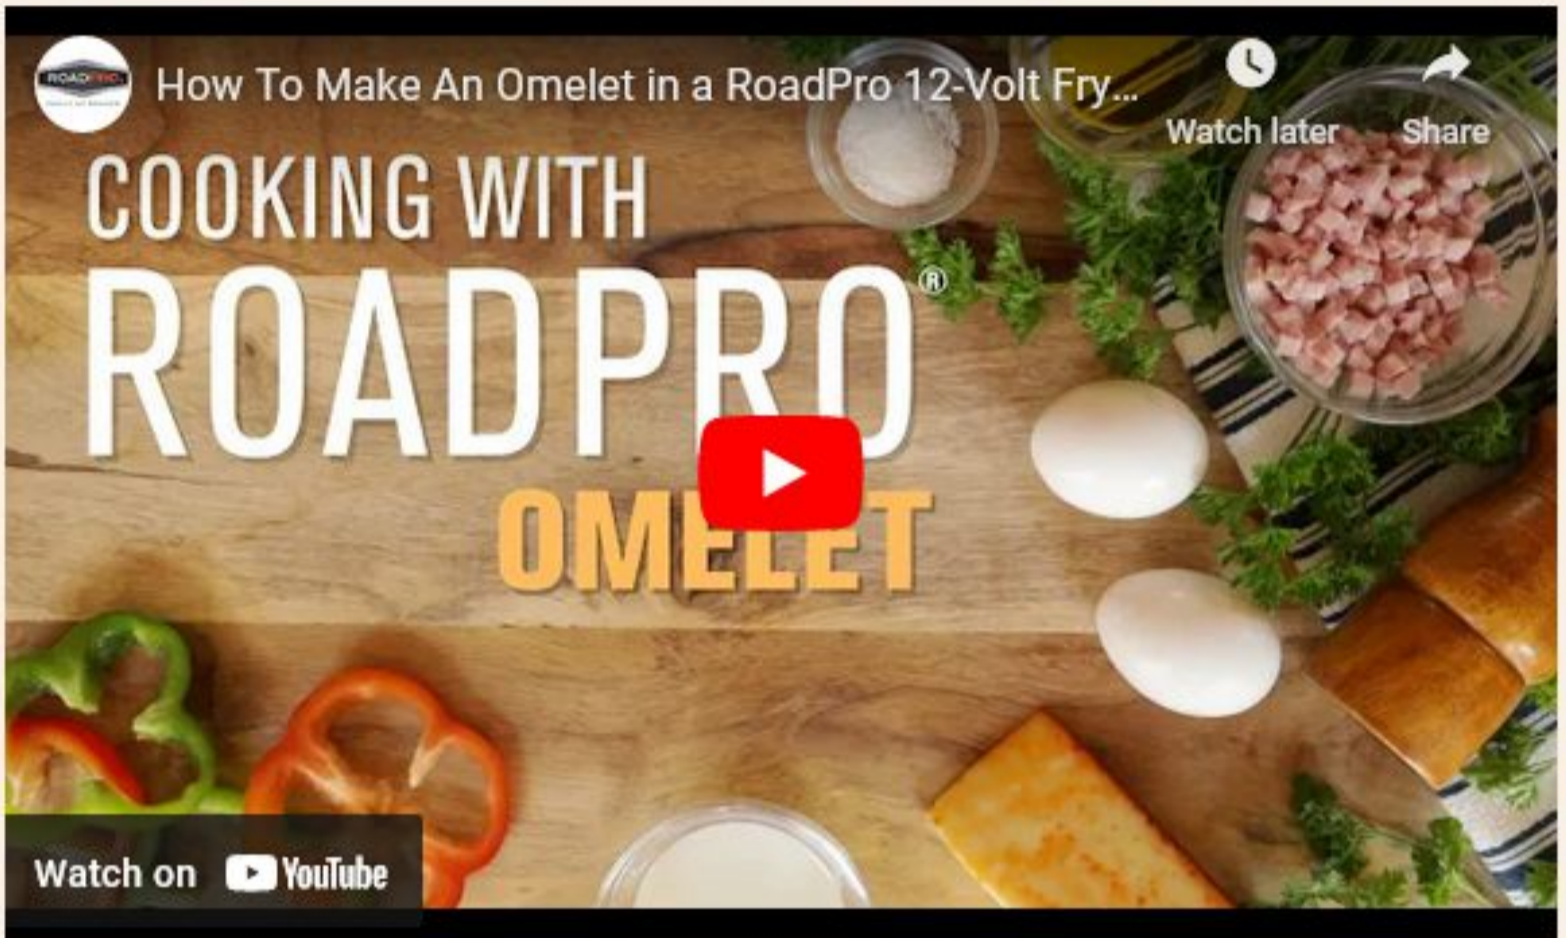 ROADPRO
How To Make An Omelet in a RoadPro 12-Volt Fry...
Watch later
Share
COOKING WITH
ROADPRO®
OMELET
Watch on YouTube